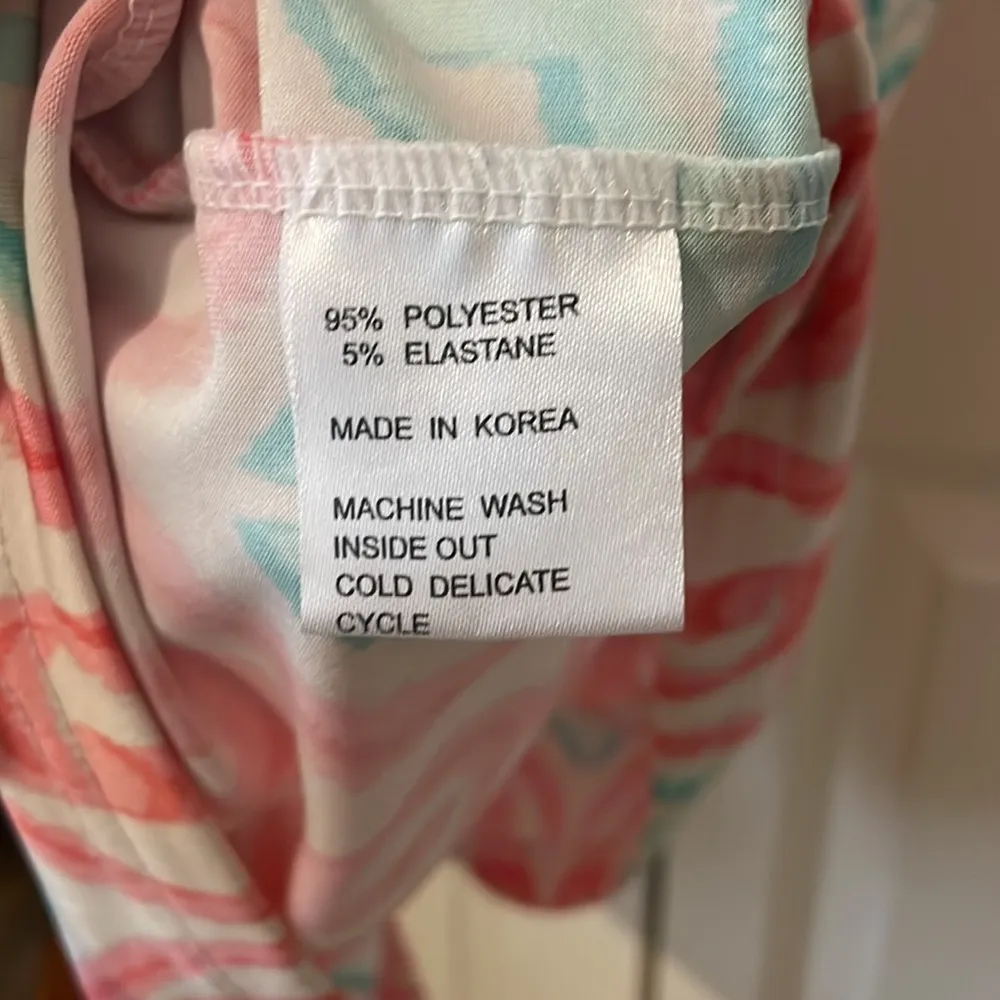 95% POLYESTER
5% ELASTANE
MADE IN KOREA
MACHINE WASH
INSIDE OUT
COLD DELICATE
CYCLE